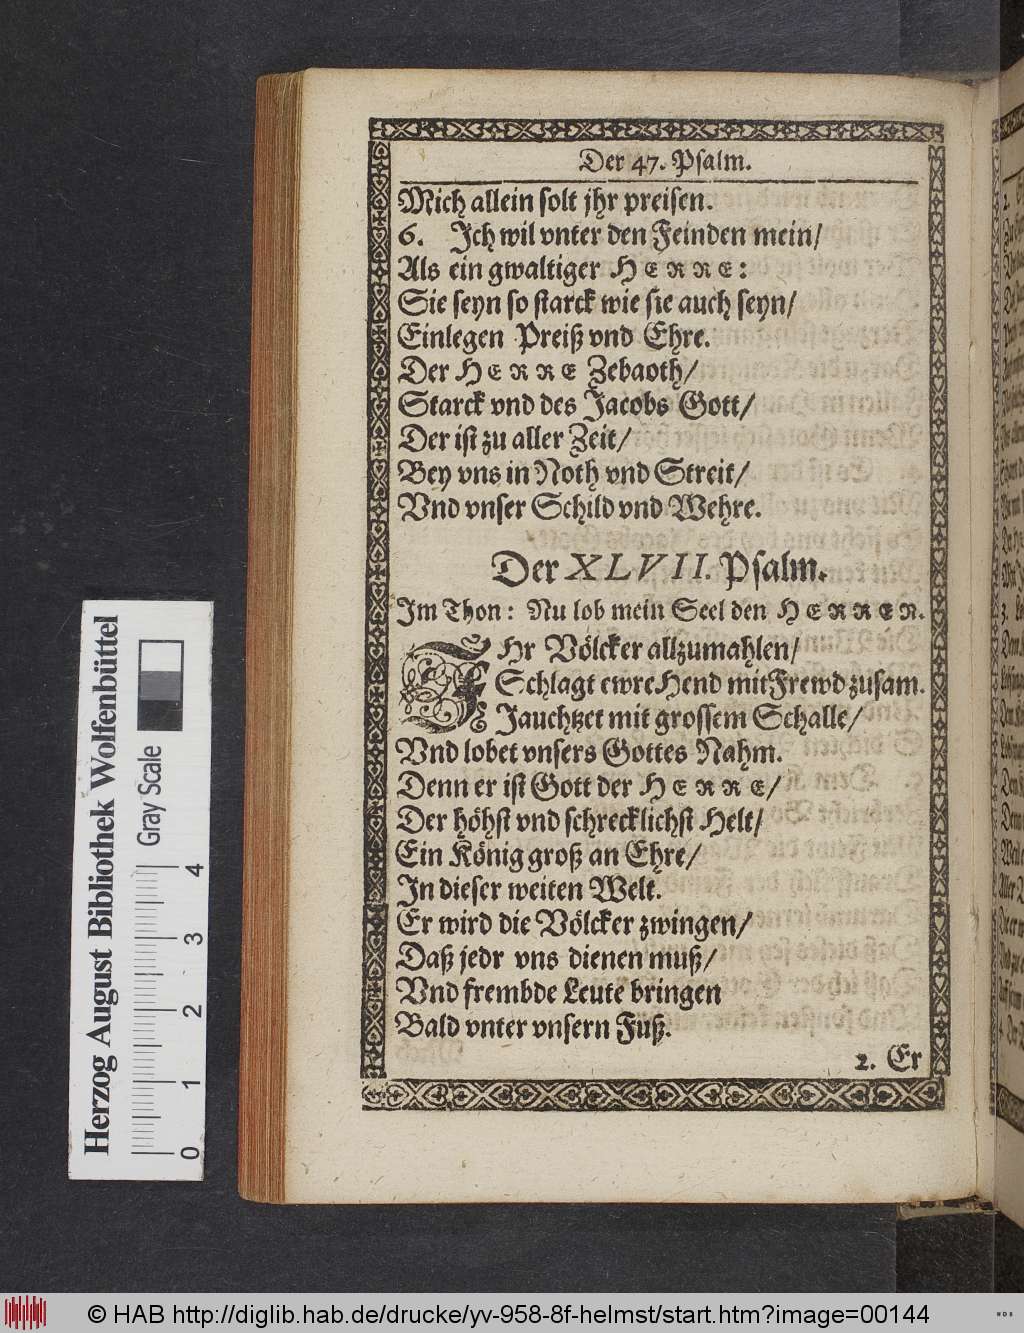 Der 47. Psalm.
Mich allein solt jhr preisen.
6. Ich wil vnter den Feinden mein/
Als ein gwaltiger HERRE:
Sie seyn so starck wie sie auch seyn/
Einlegen Preiß vnd Ehre.
Der HERRE Zebaoth/
Starck vnd des Jacobs Gott/
Der ist zu aller Zeit/
Bey vns in Noth vnd Streit/
Vnd vnser Schild vnd Wehre.
Der XLVII. Psalm.
Im Thon: Nu lob mein Seel den HERREN.
IHr Völcker allzumahlen/
Schlagt ewre Hend mit Frewd zusam.
Jauchtzet mit grossem Schalle/
Vnd lobet vnsers Gottes Nahm.
Denn er ist Gott der HERRE/
Der höhst vnd schrecklichst Helt/
Ein König groß an Ehre/
In dieser weiten Welt.
Er wird die Völcker zwingen/
Daß jedr vns dienen muß/
Vnd frembde Leute bringen
Bald vnter vnsern Fuß.
2. Er
Herzog August Bibliothek Wolfenbüttel
Gray Scale
0 1 2 3 4
© HAB http://diglib.hab.de/drucke/yv-958-8f-helmst/start.htm?image=00144